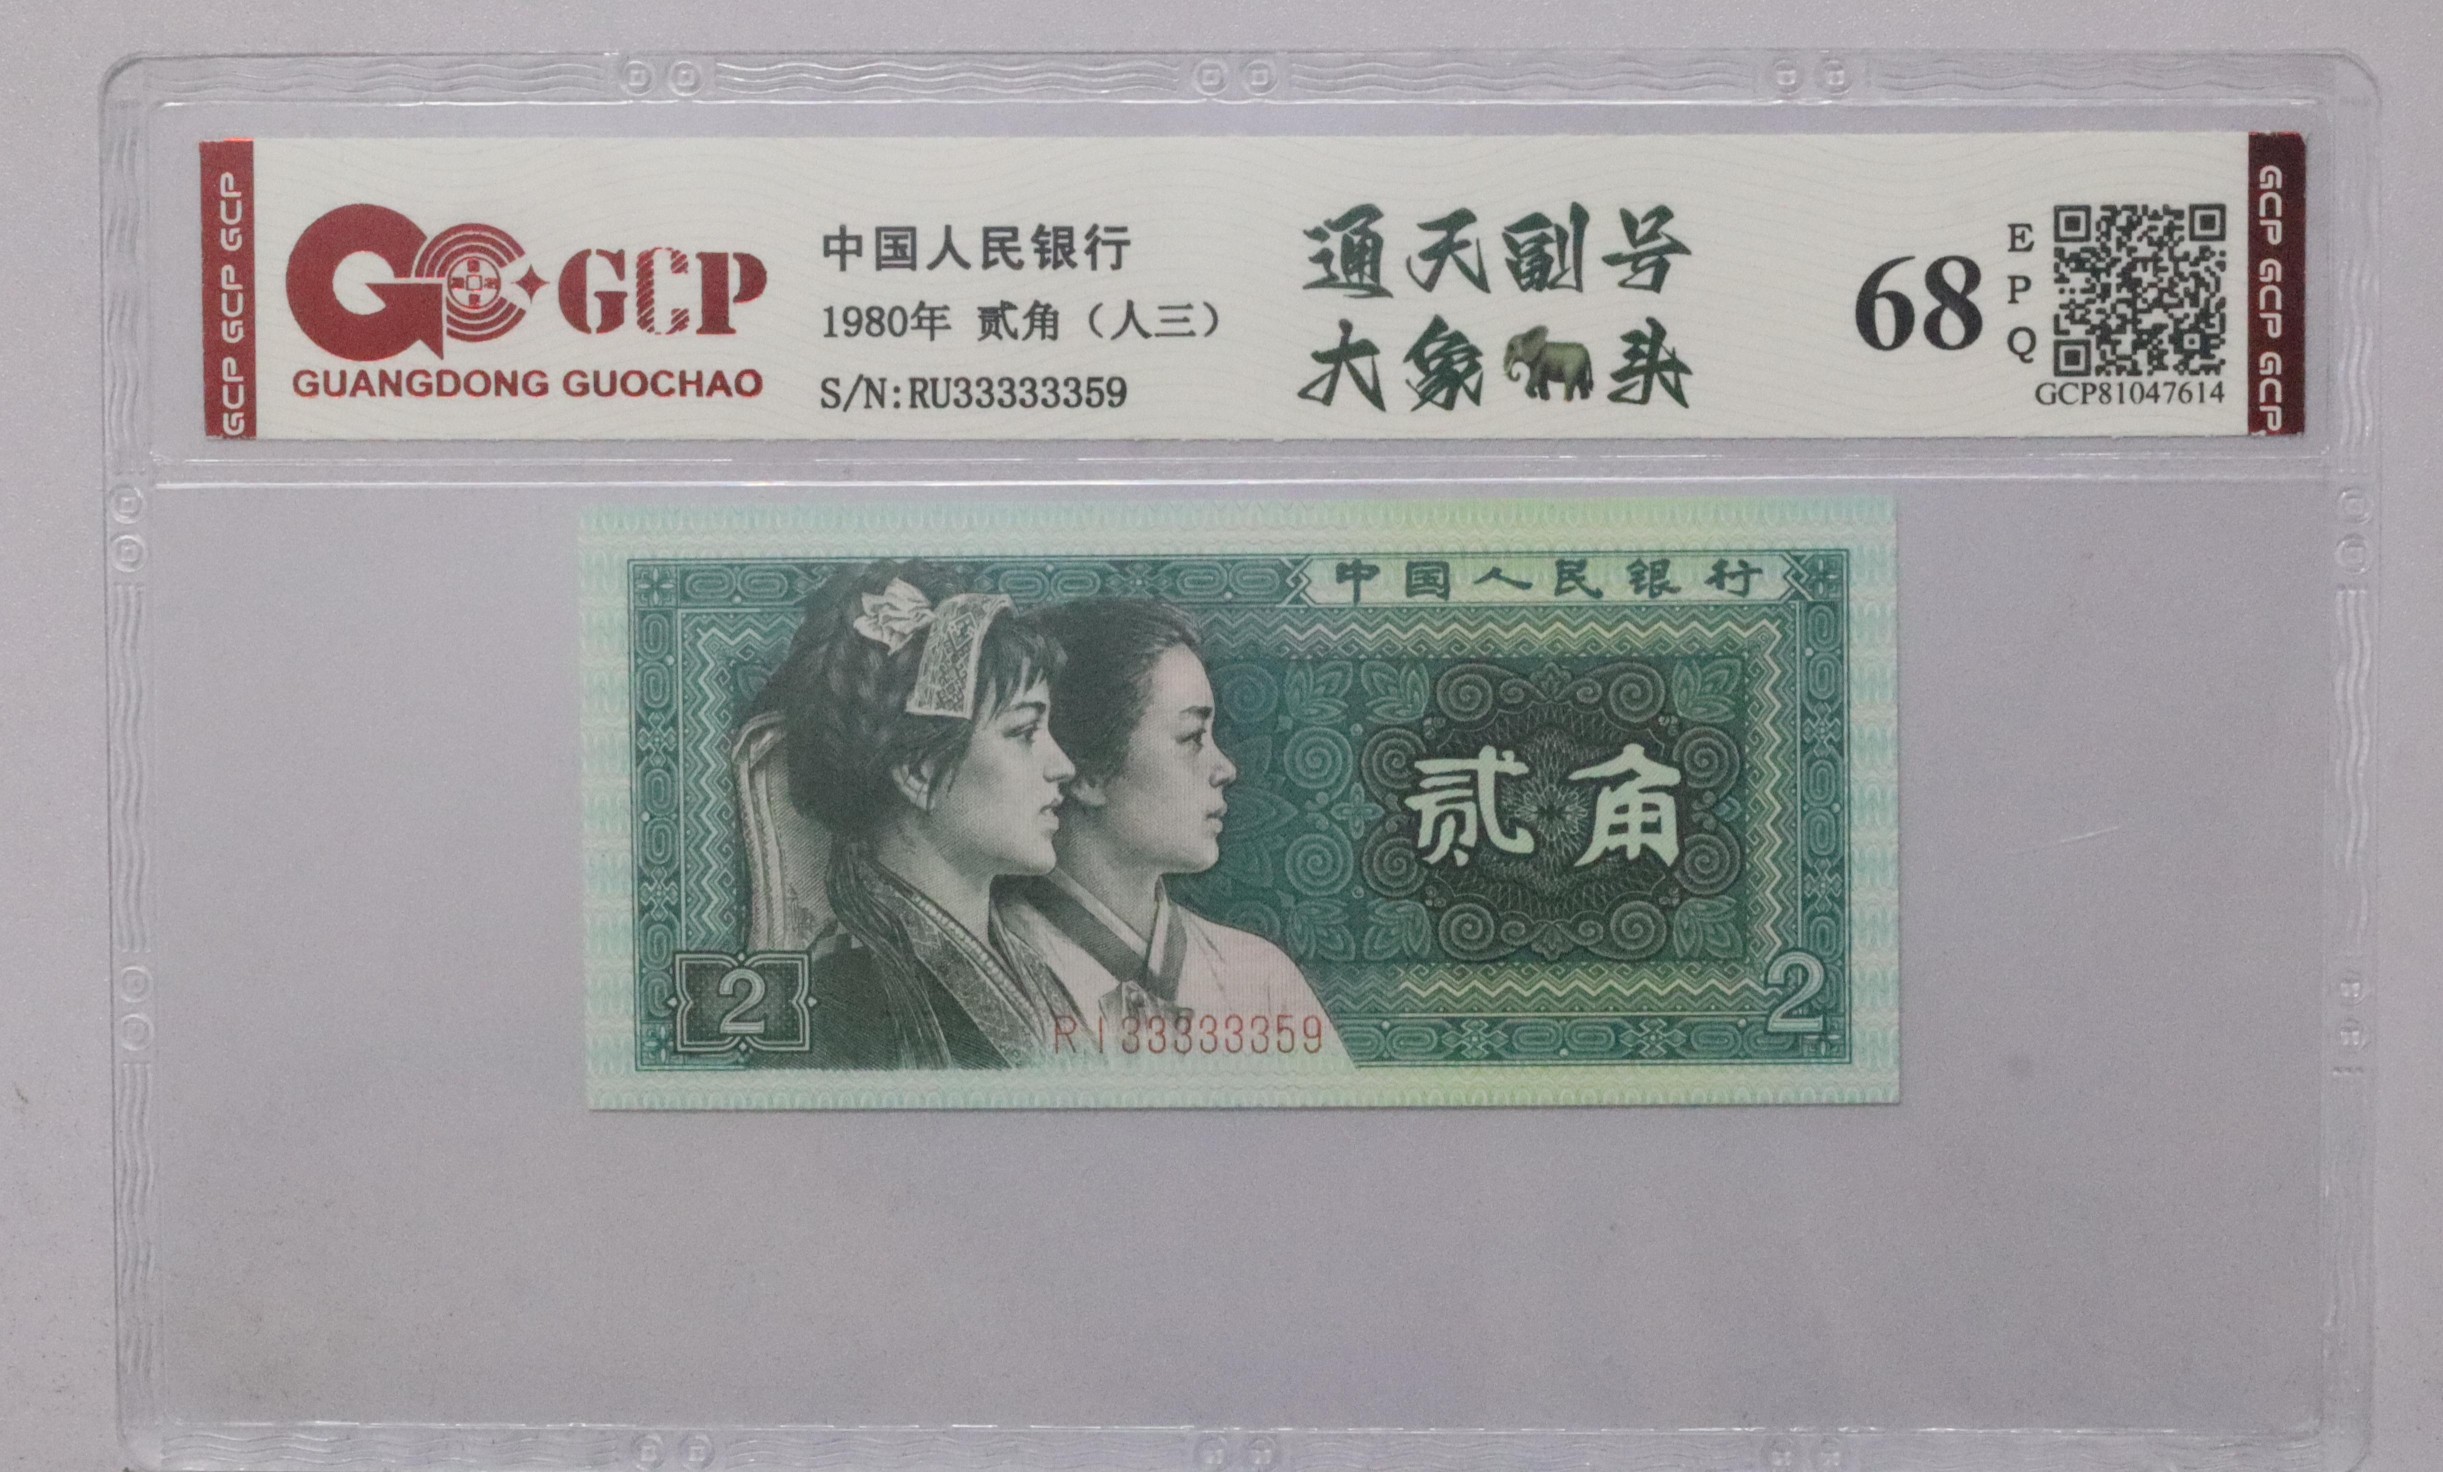 GCP GCP GCP
GCP
GUANGDONG GUOCHAO
中国人民银行
1980年 贰角（人三）
S/N:RU33333359
通天副号
大象头
68
EPQ
GCP81047614
GCP GCP GCP
中国人民银行
贰角
2
RI33333359
2